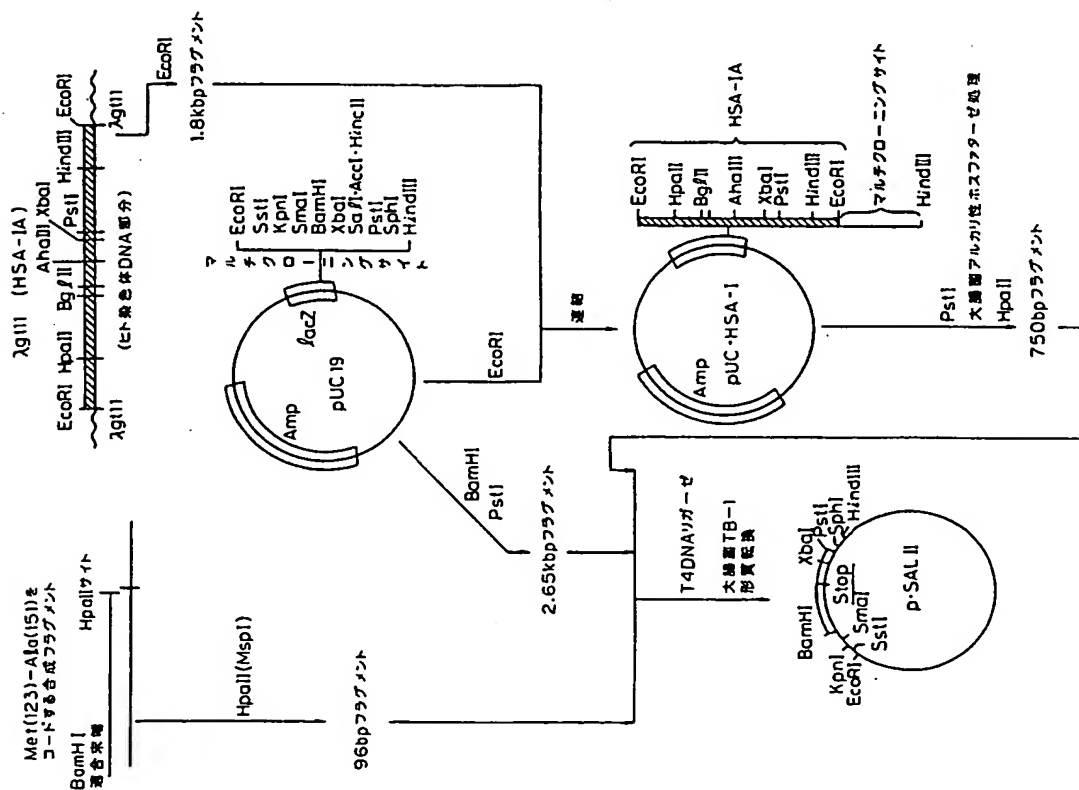 λgt11 (HSA-IA)
AhaIII XbaI
EcoRI HpaII BglII PstI HindIII EcoRI
λgt11 (ヒト染色体DNA部分) λgt11
EcoRI
1.8kbpフラグメント
Met(123)-Ala(151)を
コードする合成フラグメント
BamHI
適合末端
HpaIIサイト
HpaII(MspI)
96bpフラグメント
Amp
pUC19
lacZ
マルチクローニングサイト
EcoRI
SstI
KpnI
SmaI
BamHI
XbaI
SalI・AccI・HincII
PstI
SphI
HindIII
EcoRI
BamHI
PstI
2.65kbpフラグメント
連結
Amp
pUC・HSA-I
HSA-IA
EcoRI
HpaII
BglII
AhaIII
XbaI
PstI
HindIII
EcoRI
マルチクローニングサイト
HindIII
PstI
大腸菌アルカリ性ホスファターゼ処理
HpaII
750bpフラグメント
T4DNAリガーゼ
大腸菌TB-1
形質転換
BamHI
XbaI
PstI
SphI
HindIII
KpnI
EcoRI
Stop
SmaI
SstI
p・SALII